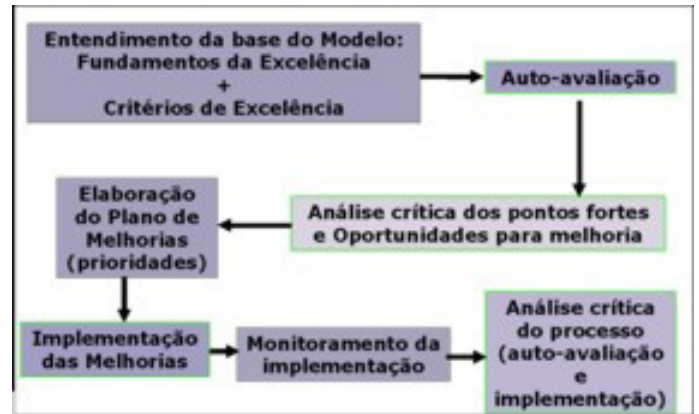 Entendimento da base do Modelo:
Fundamentos da Excelência
+
Critérios de Excelência
Auto-avaliação
Análise crítica dos pontos fortes
e Oportunidades para melhoria
Elaboração
do Plano de
Melhorias
(prioridades)
Implementação
das Melhorias
Monitoramento da
implementação
Análise crítica
do processo
(auto-avaliação
e
implementação)